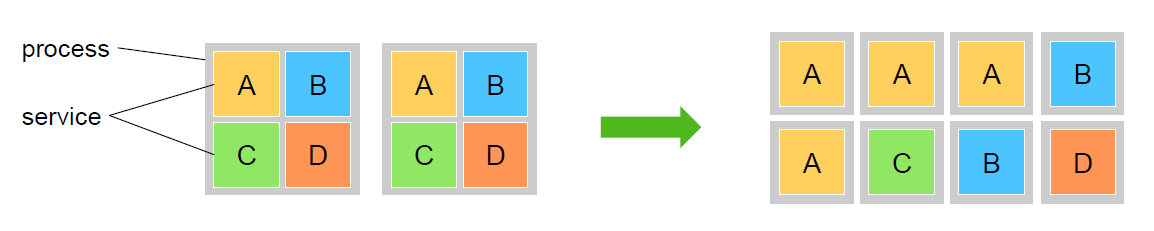 process
service
A B
C D
A B
C D
A A A B
A C B D